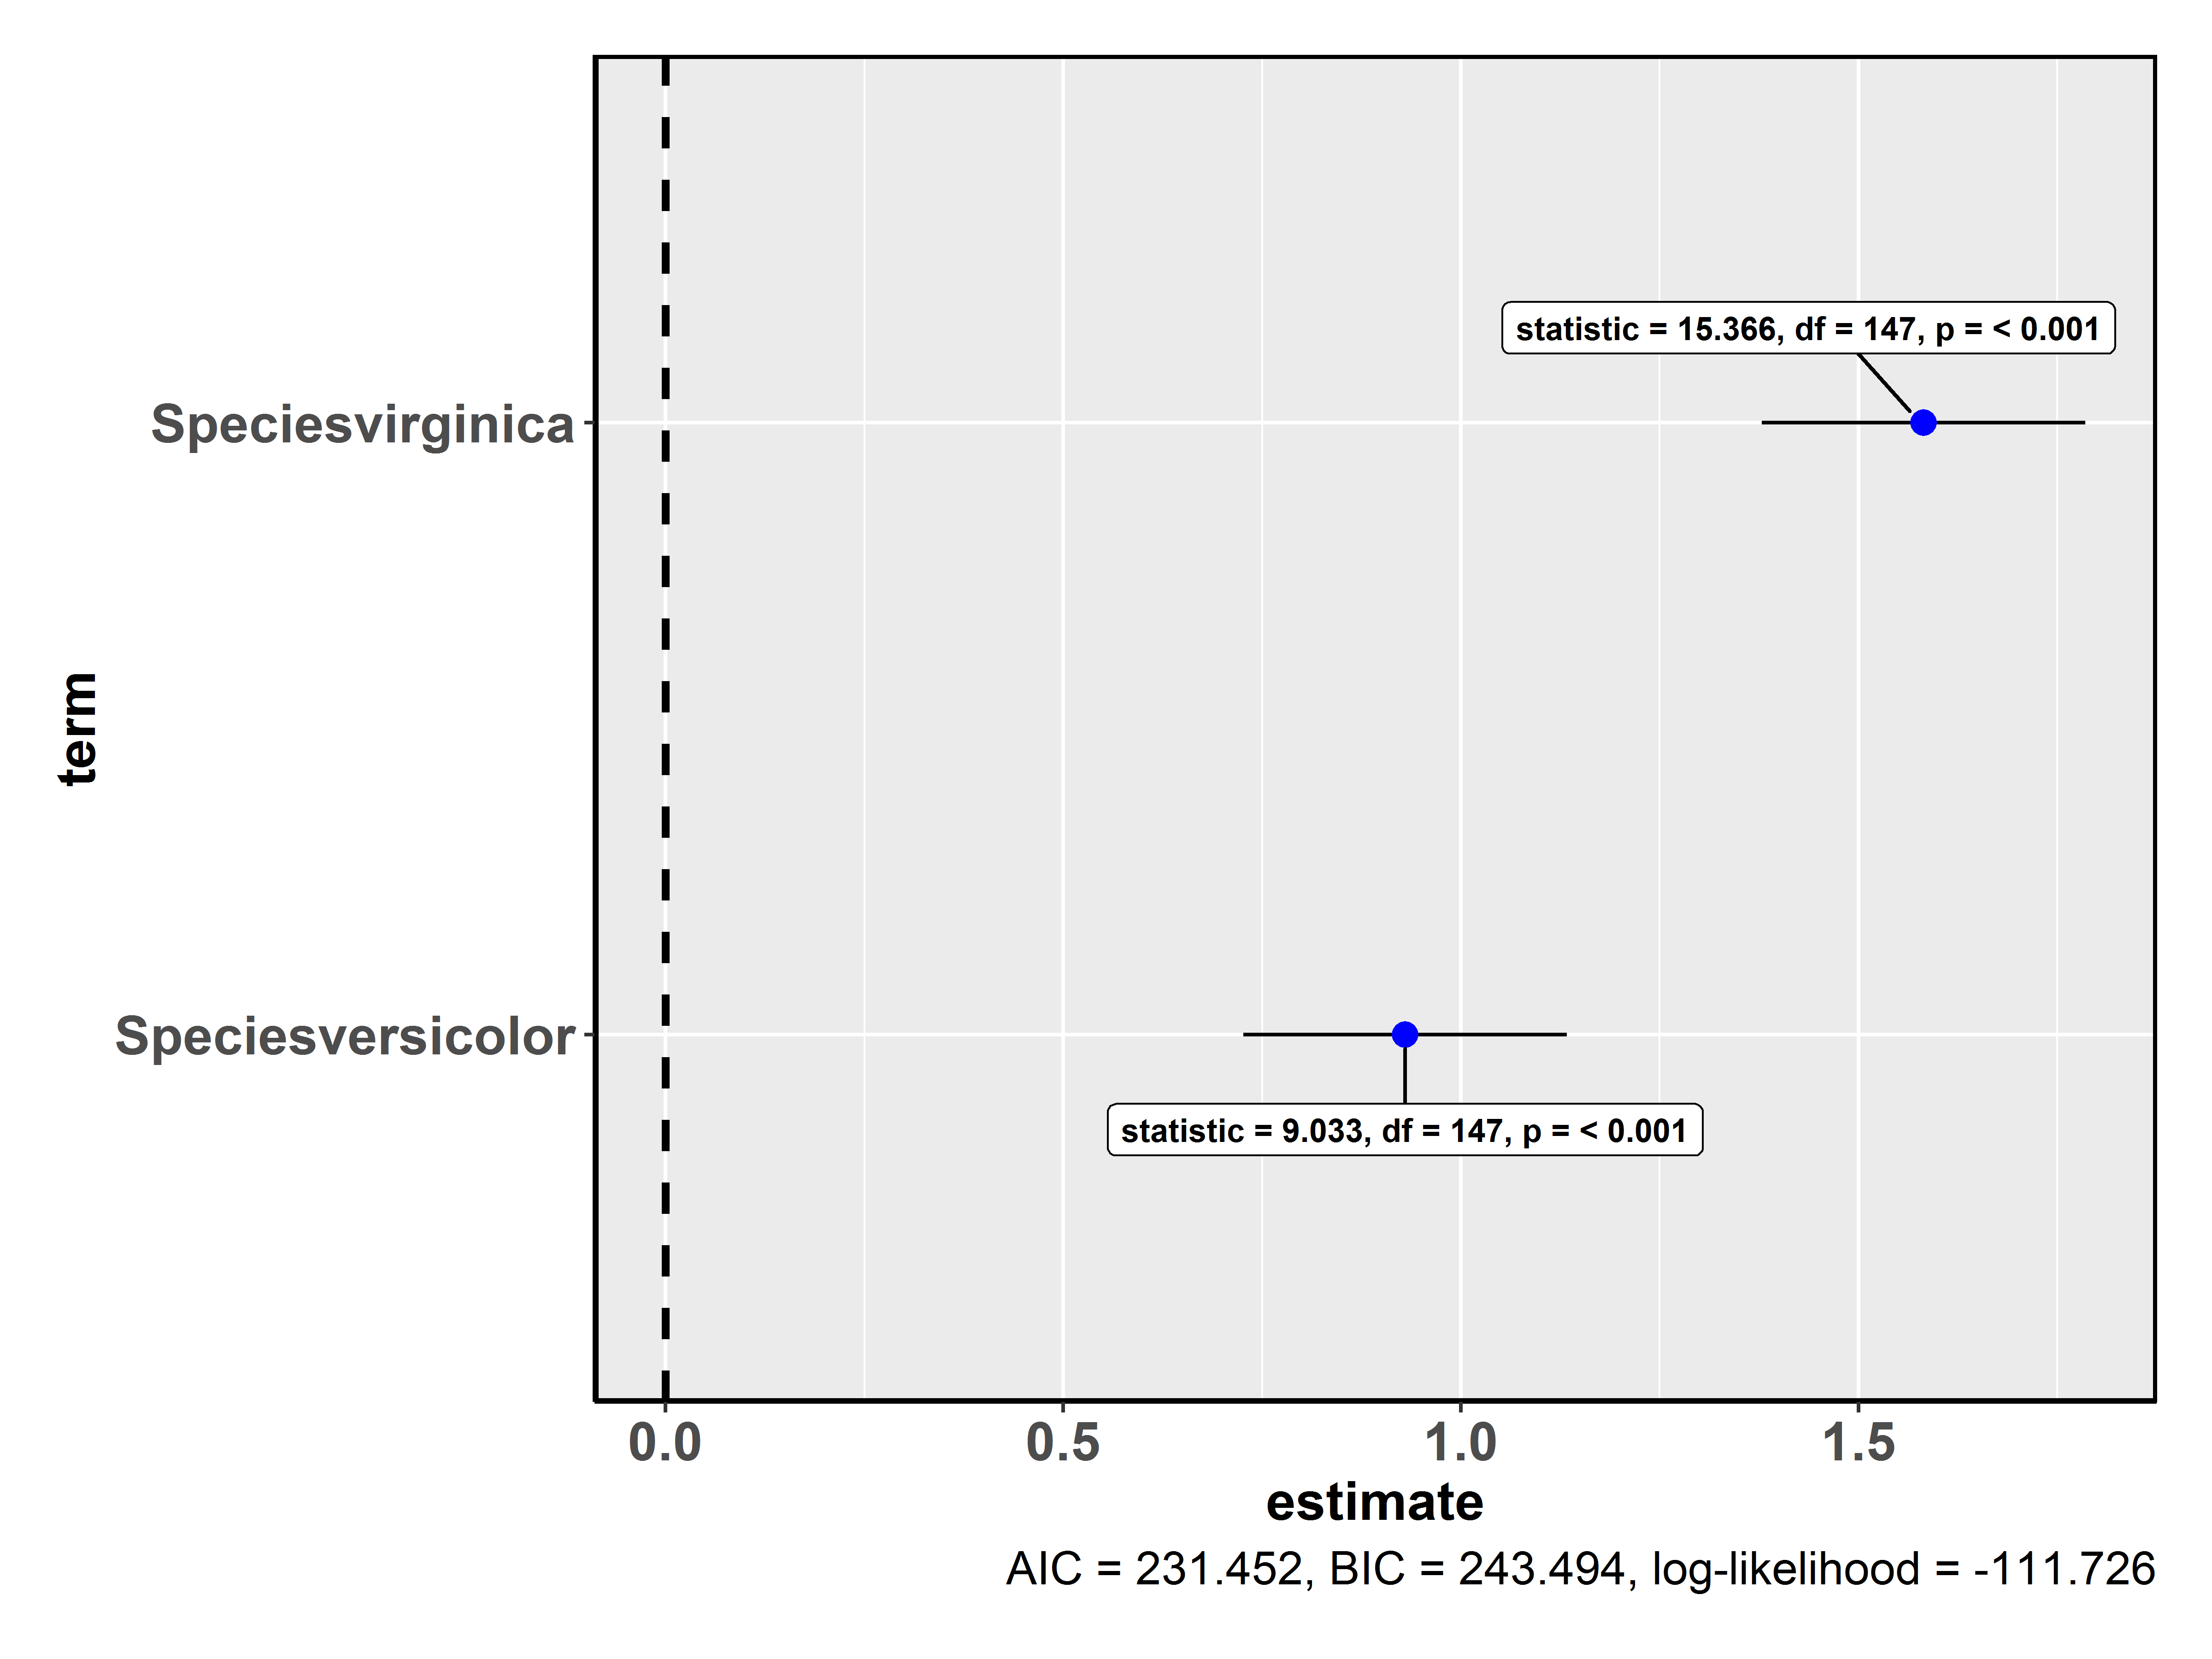 term
Speciesvirginica
statistic = 15.366, df = 147, p = < 0.001
Speciesversicolor
statistic = 9.033, df = 147, p = < 0.001
0.0 0.5 1.0 1.5
estimate
AIC = 231.452, BIC = 243.494, log-likelihood = -111.726